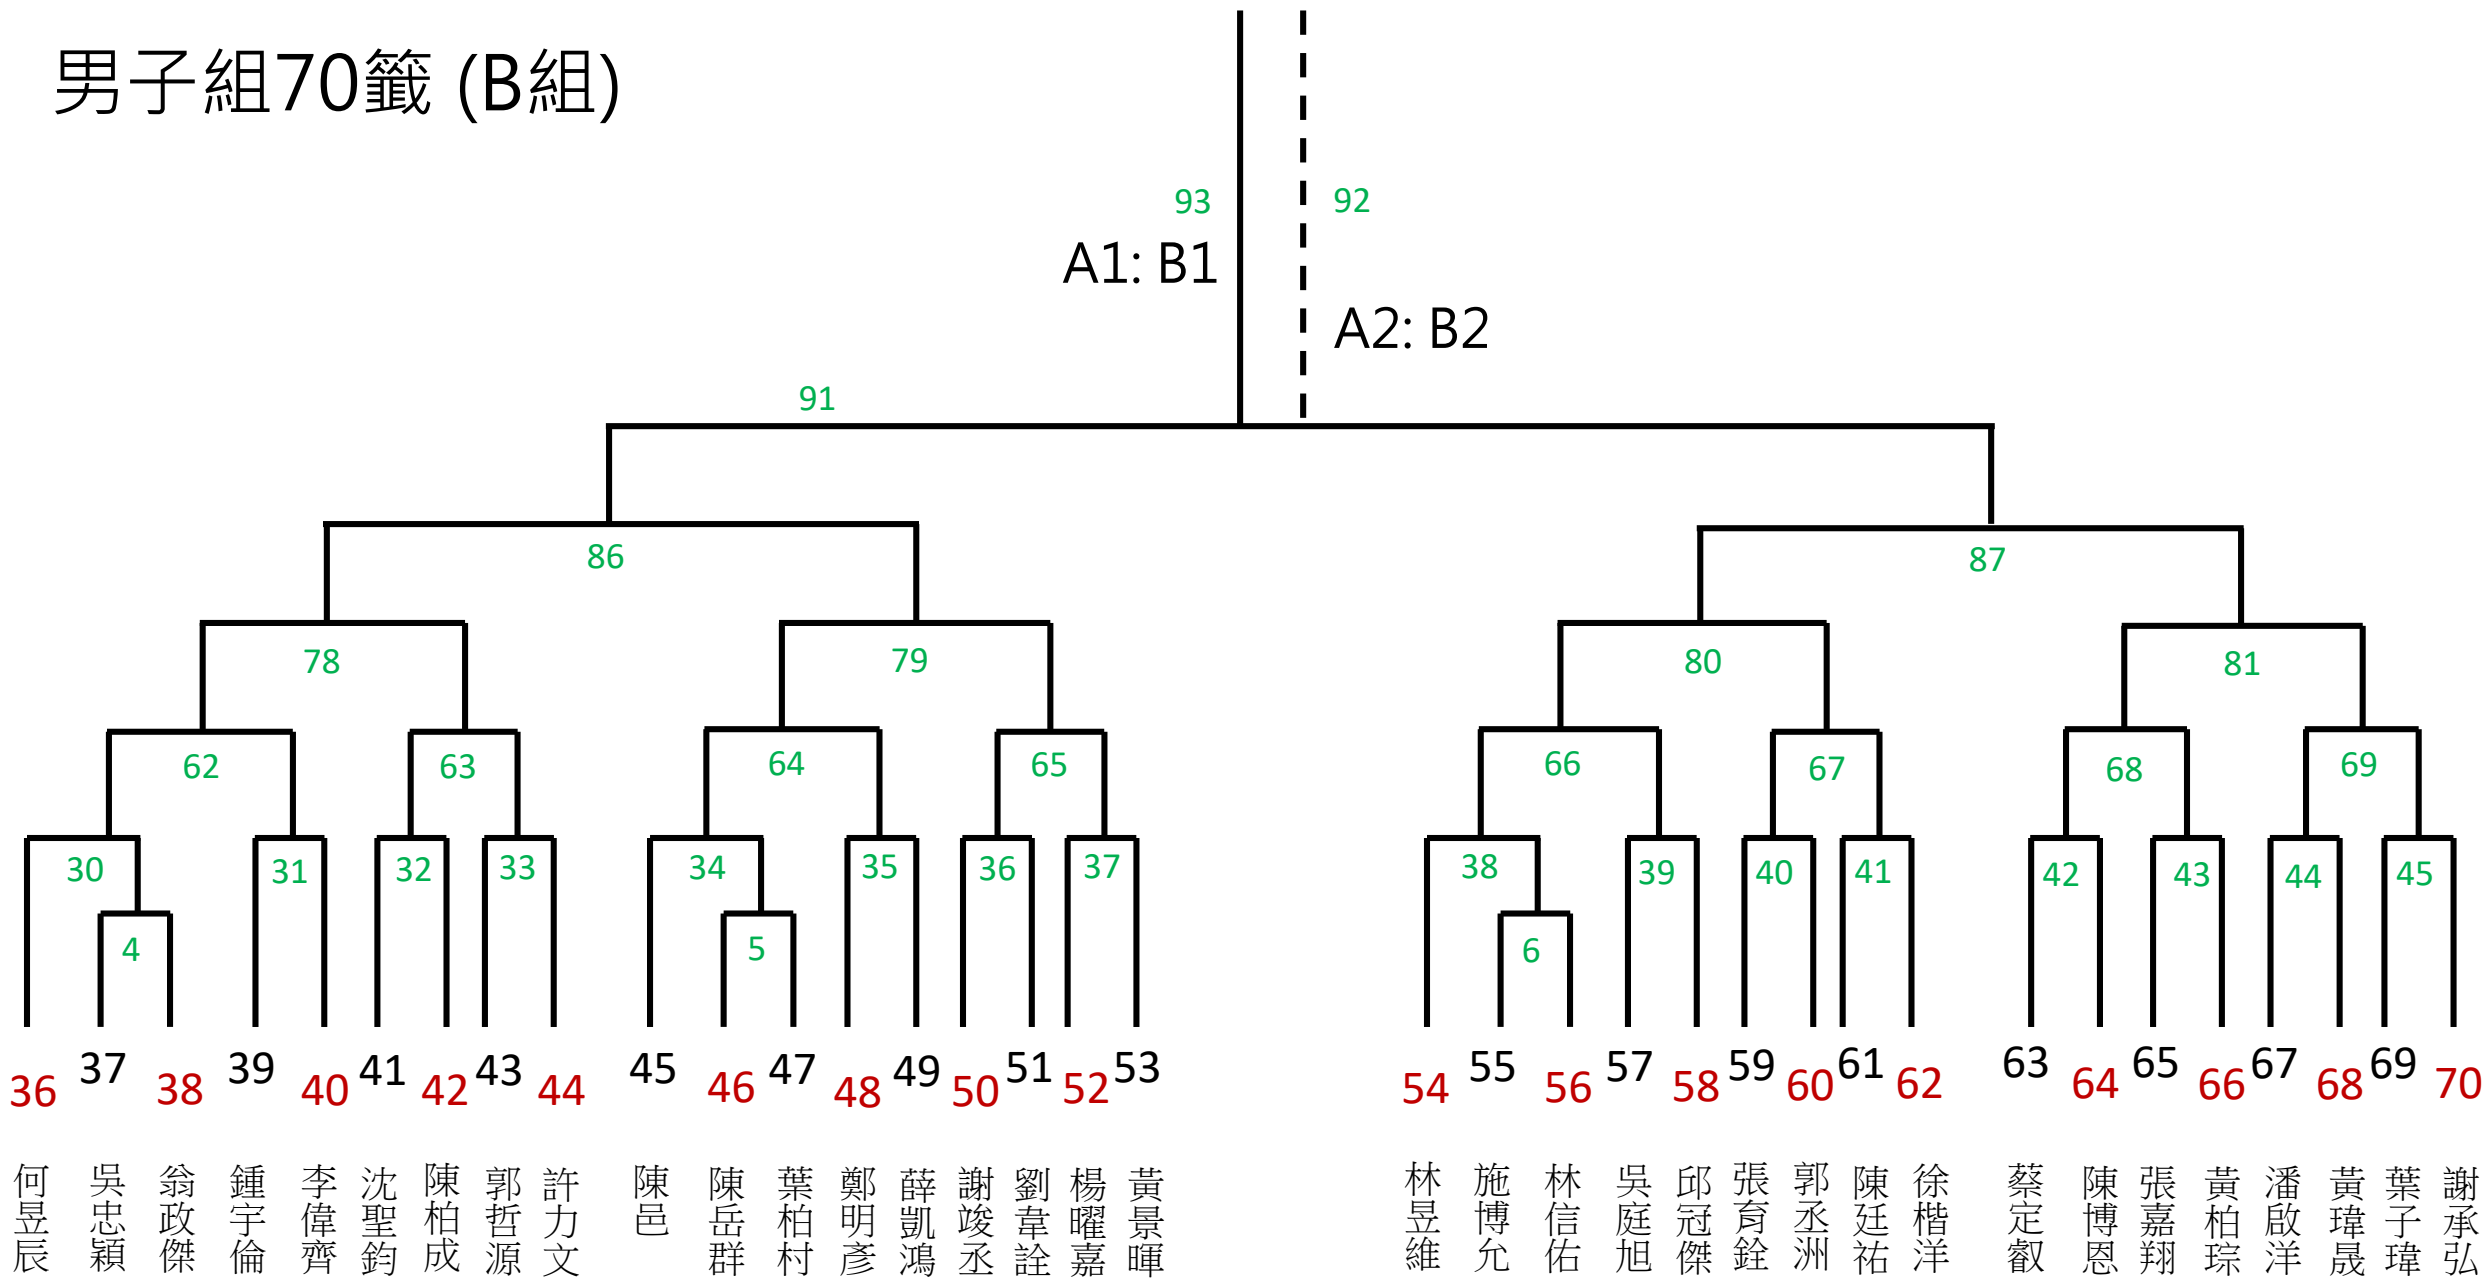 男子組70籤 (B組)
93
92
A1: B1
A2: B2
91
86
87
78
79
80
81
62
63
64
65
66
67
68
69
30
31
32
33
34
35
36
37
38
39
40
41
42
43
44
45
4
5
6
36
37
38
39
40
41
42
43
44
45
46
47
48
49
50
51
52
53
54
55
56
57
58
59
60
61
62
63
64
65
66
67
68
69
70
何昱辰
吳忠穎
翁政傑
鍾宇倫
李偉齊
沈聖鈞
陳柏成
郭哲源
許力文
陳邑
陳岳群
葉柏村
鄭明彥
薛凱鴻
謝竣丞
劉韋詮
楊曜嘉
黃景暉
林昱維
施博允
林信佑
吳庭旭
邱冠傑
張育銓
郭丞洲
陳廷祐
徐楷洋
蔡定叡
陳博恩
張嘉翔
黃柏琮
潘啟洋
黃瑋晟
葉子瑋
謝承弘